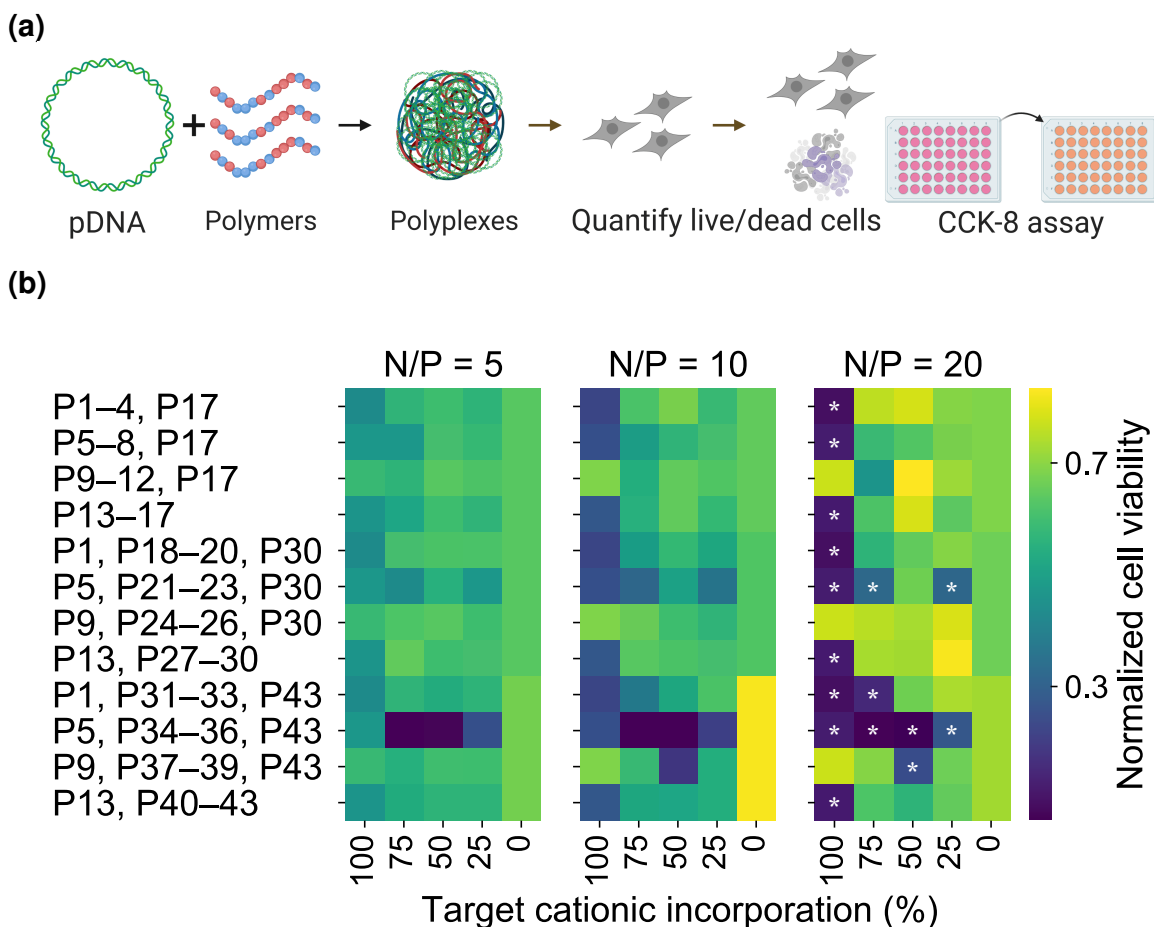 (a)
pDNA
+
Polymers
Polyplexes
Quantify live/dead cells
CCK-8 assay
(b)
N/P = 5
N/P = 10
N/P = 20
P1–4, P17
P5–8, P17
P9–12, P17
P13–17
P1, P18–20, P30
P5, P21–23, P30
P9, P24–26, P30
P13, P27–30
P1, P31–33, P43
P5, P34–36, P43
P9, P37–39, P43
P13, P40–43
*
*
*
*
* * *
*
* *
* * * *
*
*
100 75 50 25 0
100 75 50 25 0
100 75 50 25 0
Target cationic incorporation (%)
0.7
0.3
Normalized cell viability